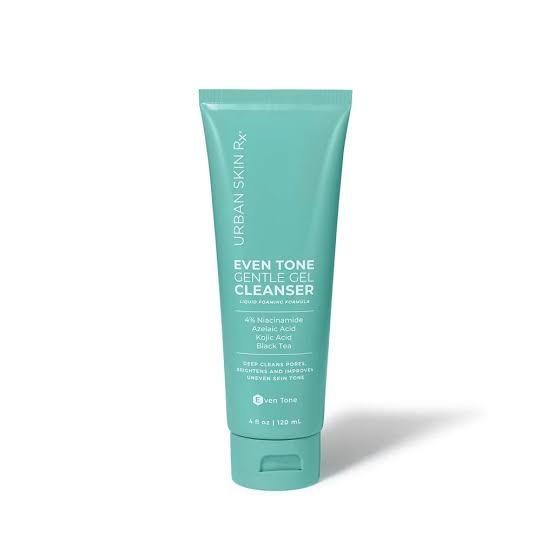 URBAN SKIN Rx®
EVEN TONE
GENTLE GEL
CLEANSER
LIQUID FOAMING FORMULA
4% Niacinamide
Azelaic Acid
Kojic Acid
Black Tea
DEEP CLEANS PORES,
BRIGHTENS AND IMPROVES
UNEVEN SKIN TONE
Even Tone
4 fl oz | 120 mL